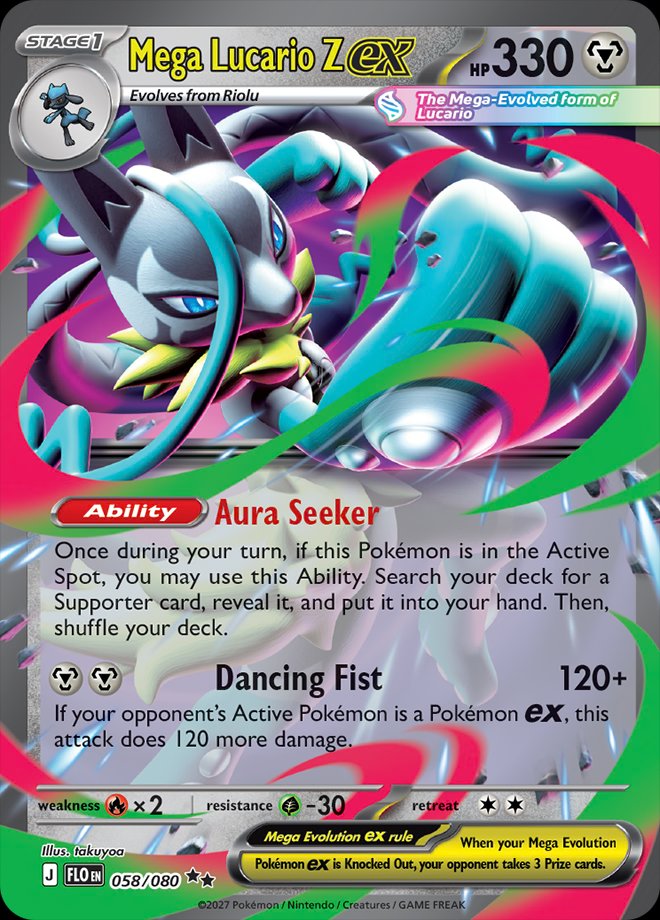 STAGE1
Mega Lucario Z ex
HP 330
Evolves from Riolu
The Mega-Evolved form of
Lucario
Ability Aura Seeker
Once during your turn, if this Pokémon is in the Active
Spot, you may use this Ability. Search your deck for a
Supporter card, reveal it, and put it into your hand. Then,
shuffle your deck.
Dancing Fist 120+
If your opponent's Active Pokémon is a Pokémon ex, this
attack does 120 more damage.
weakness ×2 resistance -30 retreat
Illus. takuyoa
Mega Evolution ex rule
When your Mega Evolution
Pokémon ex is Knocked Out, your opponent takes 3 Prize cards.
J FLO EN 058/080
©2027 Pokémon / Nintendo / Creatures / GAME FREAK